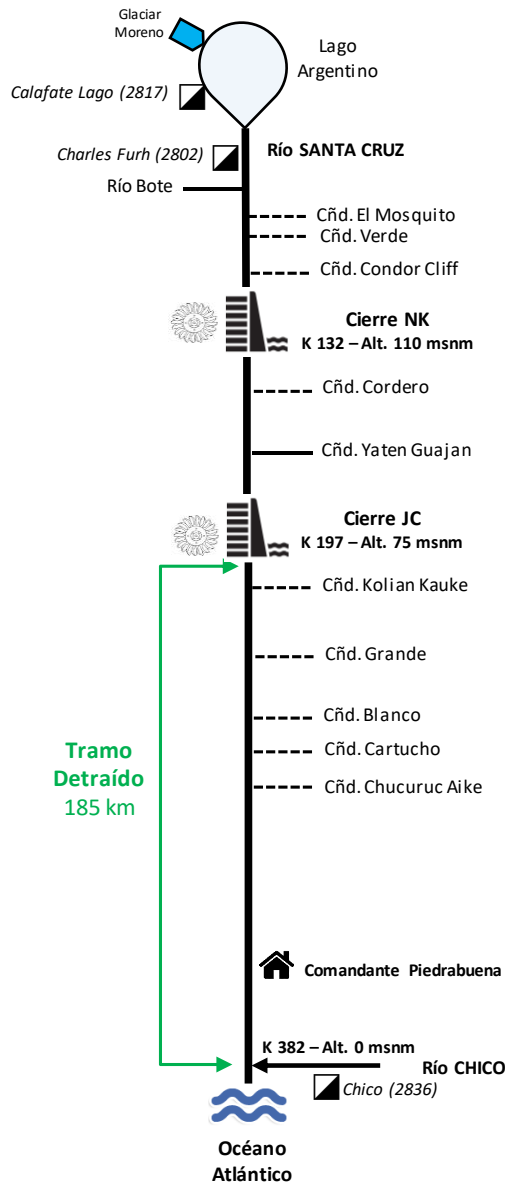 Glaciar
Moreno
Lago
Argentino
Calafate Lago (2817)
Charles Furh (2802)
Río SANTA CRUZ
Río Bote
Cñd. El Mosquito
Cñd. Verde
Cñd. Condor Cliff
Cierre NK
K 132 – Alt. 110 msnm
Cñd. Cordero
Cñd. Yaten Guajan
Cierre JC
K 197 – Alt. 75 msnm
Cñd. Kolian Kauke
Cñd. Grande
Cñd. Blanco
Tramo
Detraído
185 km
Cñd. Cartucho
Cñd. Chucuruc Aike
Comandante Piedrabuena
K 382 – Alt. 0 msnm
Río CHICO
Chico (2836)
Océano
Atlántico